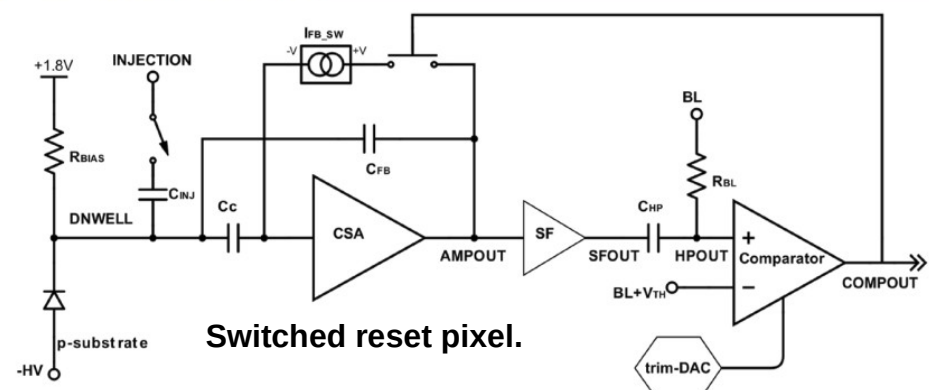 IFB_SW
-V
+V
+1.8V
INJECTION
BL
RBIAS
CFB
RBL
CINJ
Cc
CHP
DNWELL
CSA
SF
+
Comparator
AMPOUT
SFOUT
HPOUT
COMPOUT
BL+VTH
−
p-substrate
Switched reset pixel.
-HV
trim-DAC